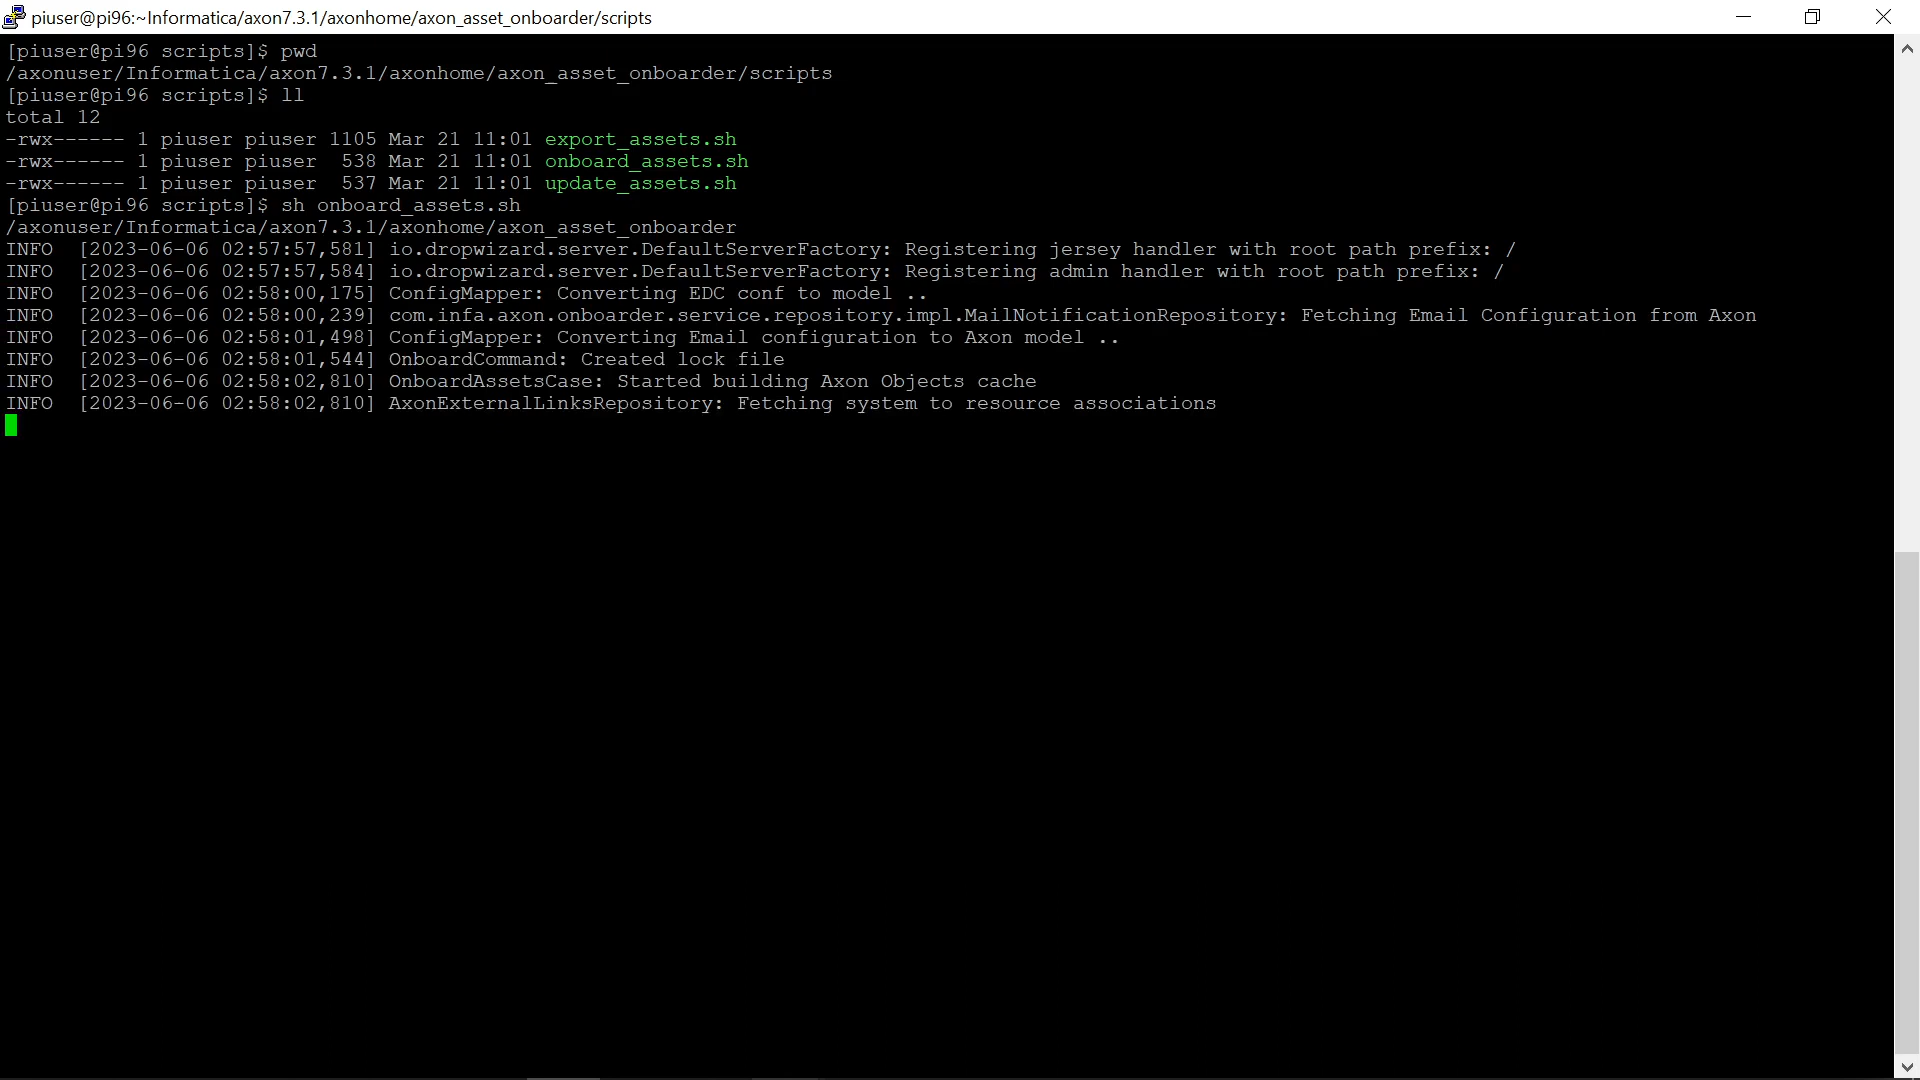 piuser@pi96:~Informatica/axon7.3.1/axonhome/axon_asset_onboarder/scripts
[piuser@pi96 scripts]$ pwd
/axonuser/Informatica/axon7.3.1/axonhome/axon_asset_onboarder/scripts
[piuser@pi96 scripts]$ ll
total 12
-rwx------ 1 piuser piuser 1105 Mar 21 11:01 export_assets.sh
-rwx------ 1 piuser piuser  538 Mar 21 11:01 onboard_assets.sh
-rwx------ 1 piuser piuser  537 Mar 21 11:01 update_assets.sh
[piuser@pi96 scripts]$ sh onboard_assets.sh
/axonuser/Informatica/axon7.3.1/axonhome/axon_asset_onboarder
INFO  [2023-06-06 02:57:57,581] io.dropwizard.server.DefaultServerFactory: Registering jersey handler with root path prefix: /
INFO  [2023-06-06 02:57:57,584] io.dropwizard.server.DefaultServerFactory: Registering admin handler with root path prefix: /
INFO  [2023-06-06 02:58:00,175] ConfigMapper: Converting EDC conf to model ..
INFO  [2023-06-06 02:58:00,239] com.infa.axon.onboarder.service.repository.impl.MailNotificationRepository: Fetching Email Configuration from Axon
INFO  [2023-06-06 02:58:01,498] ConfigMapper: Converting Email configuration to Axon model ..
INFO  [2023-06-06 02:58:01,544] OnboardCommand: Created lock file
INFO  [2023-06-06 02:58:02,810] OnboardAssetsCase: Started building Axon Objects cache
INFO  [2023-06-06 02:58:02,810] AxonExternalLinksRepository: Fetching system to resource associations